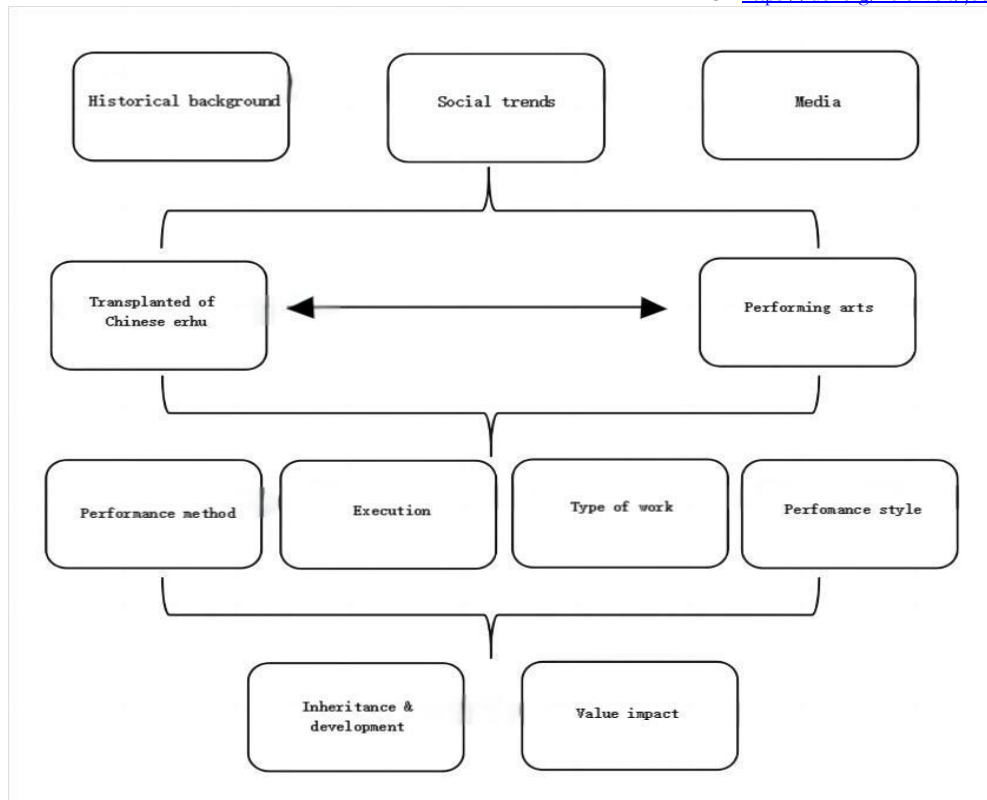 Historical background
Social trends
Media
Transplanted of
Chinese erhu
Performing arts
Performance method
Execution
Type of work
Perfomance style
Inheritance &
development
Value impact